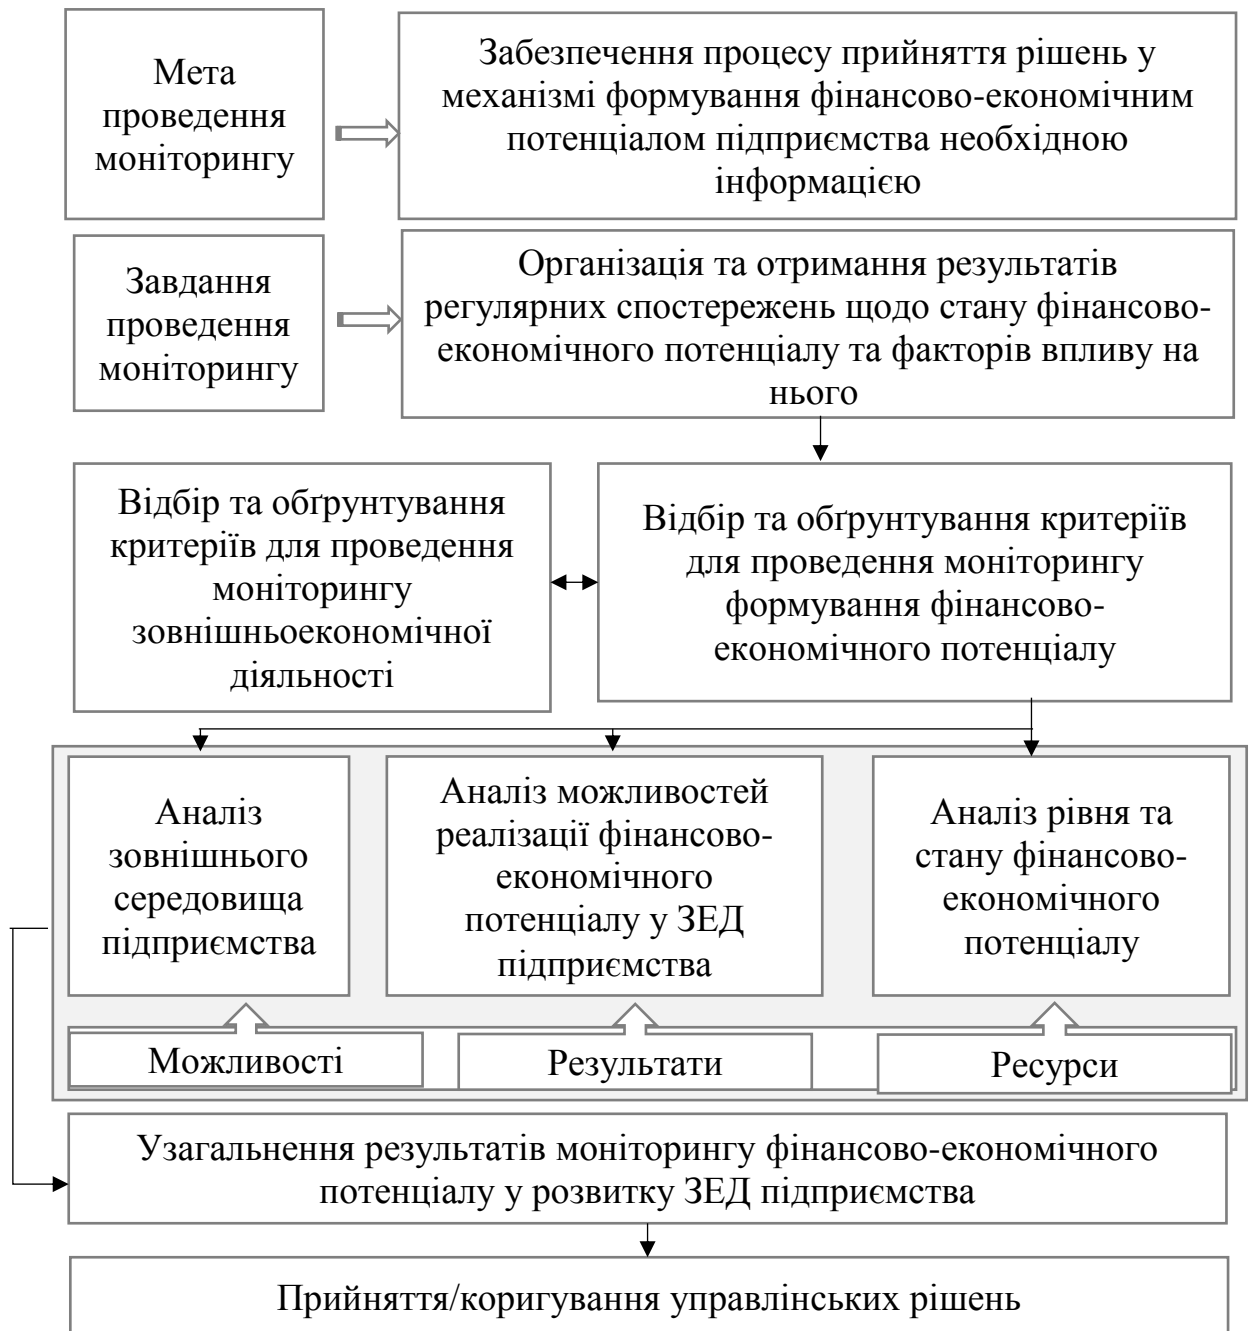 Мета
проведення
моніторингу
Забезпечення процесу прийняття рішень у
механізмі формування фінансово-економічним
потенціалом підприємства необхідною
інформацією
Завдання
проведення
моніторингу
Організація та отримання результатів
регулярних спостережень щодо стану фінансово-
економічного потенціалу та факторів впливу на
нього
Відбір та обґрунтування
критеріїв для проведення
моніторингу
зовнішньоекономічної
діяльності
Відбір та обґрунтування критеріїв
для проведення моніторингу
формування фінансово-
економічного потенціалу
Аналіз
зовнішнього
середовища
підприємства
Аналіз можливостей
реалізації фінансово-
економічного
потенціалу у ЗЕД
підприємства
Аналіз рівня та
стану фінансово-
економічного
потенціалу
Можливості
Результати
Ресурси
Узагальнення результатів моніторингу фінансово-економічного
потенціалу у розвитку ЗЕД підприємства
Прийняття/коригування управлінських рішень